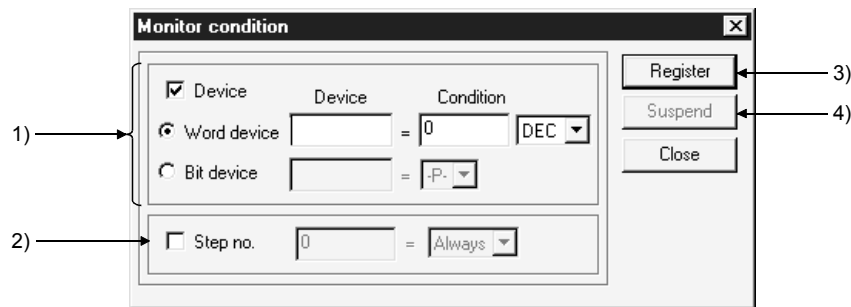 Monitor condition
Device Device Condition
Word device = 0 DEC
Bit device = -P-
Step no. 0 = Always
Register
Suspend
Close
1)
2)
3)
4)